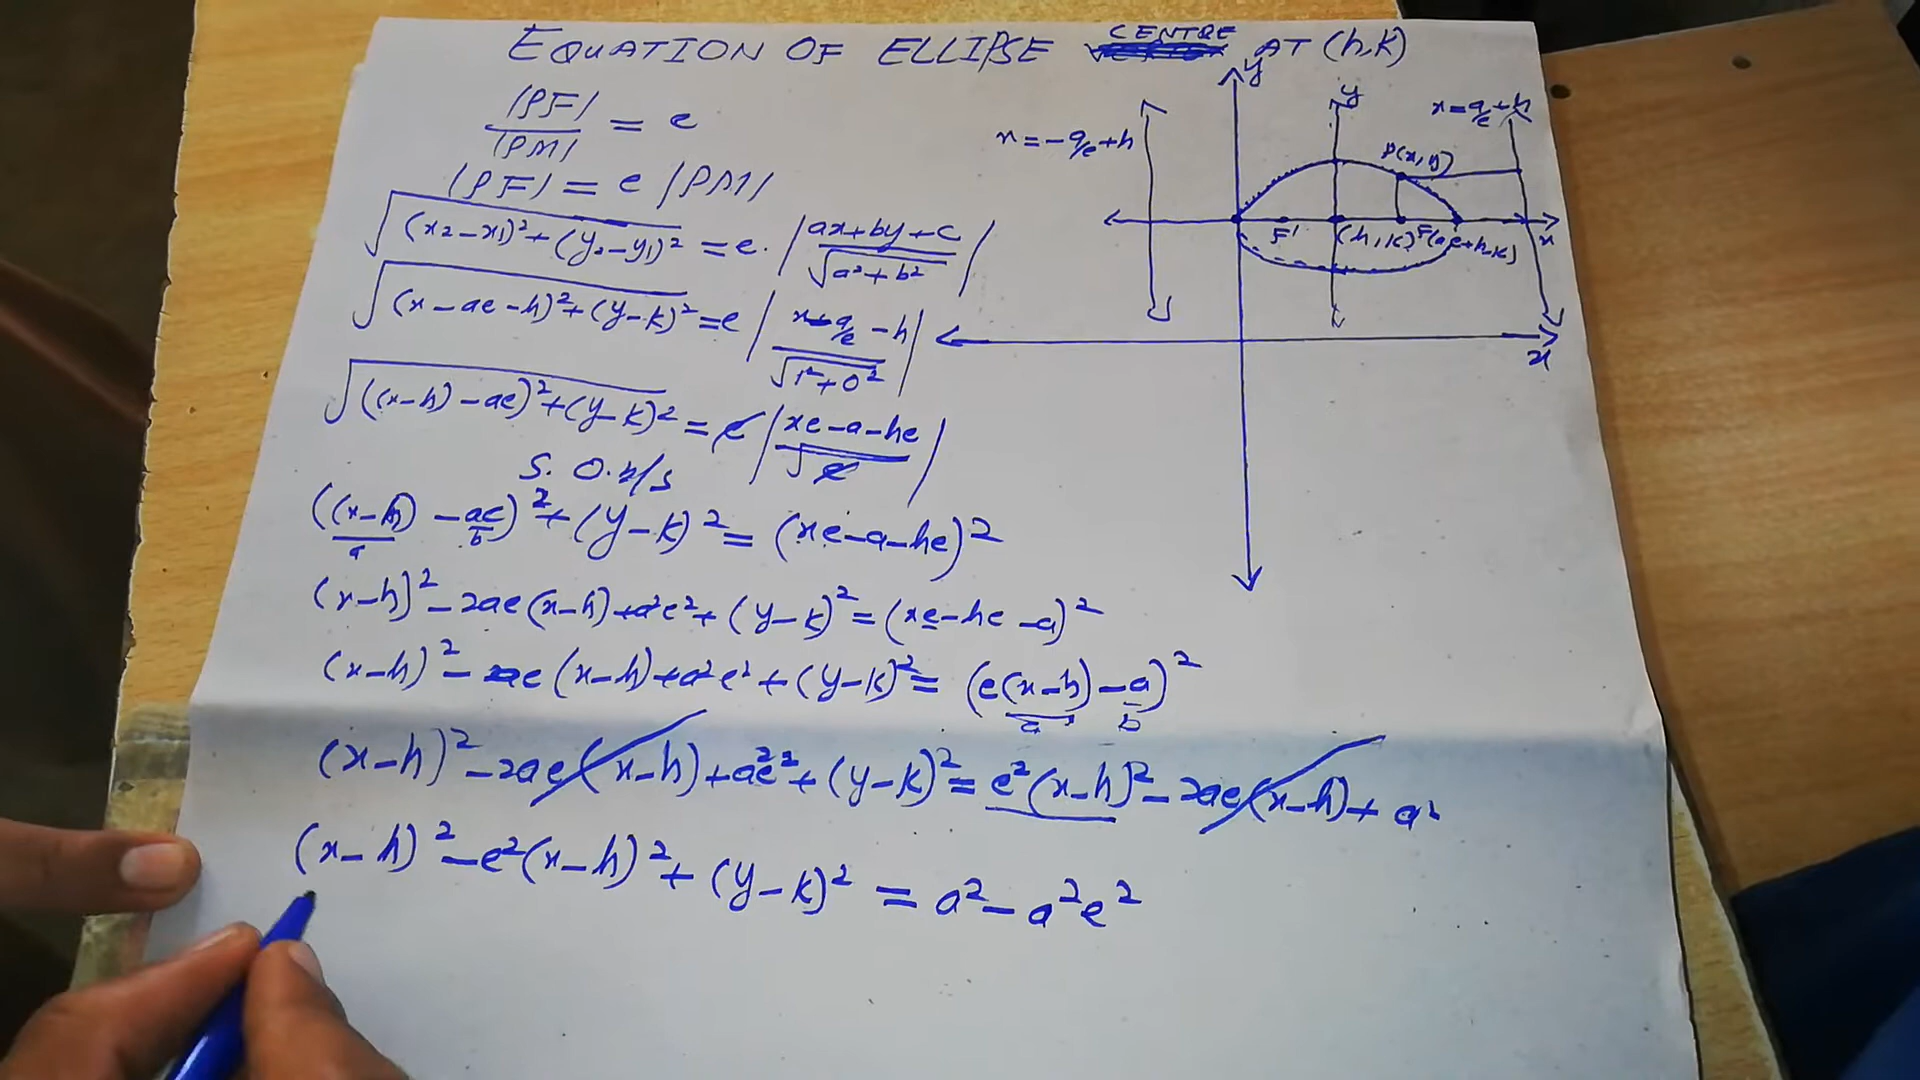 EQUATION OF ELLIPSE CENTRE AT (h,k)
|PF|/|PM| = e
|PF| = e |PM|
√((x2-x1)²+(y2-y1)²) = e. |(ax+by+c)/√(a²+b²)|
√((x-ae-h)²+(y-k)²) = e |(x-a/e-h)/√(1²+0²)|
√(((x-h)-ae)²+(y-k)²) = e |(xe-a-he)/√e|
S. O. b/s
((x-h) - ae)² + (y-k)² = (xe-a-he)²
a b
(x-h)² - 2ae(x-h)+a²e²+(y-k)² = (xe-he-a)²
(x-h)² - 2ae(x-h)+a²e²+(y-k)² = (e(x-h)-a)²
a b
(x-h)² - 2ae(x-h)+a²e²+(y-k)² = e²(x-h)² - 2ae(x-h)+a²
(x-h)² - e²(x-h)² + (y-k)² = a² - a²e²
y
y
x=a/e+h
x=-a/e+h
P(x,y)
F' (h,k) F(ae+h,k) x
x